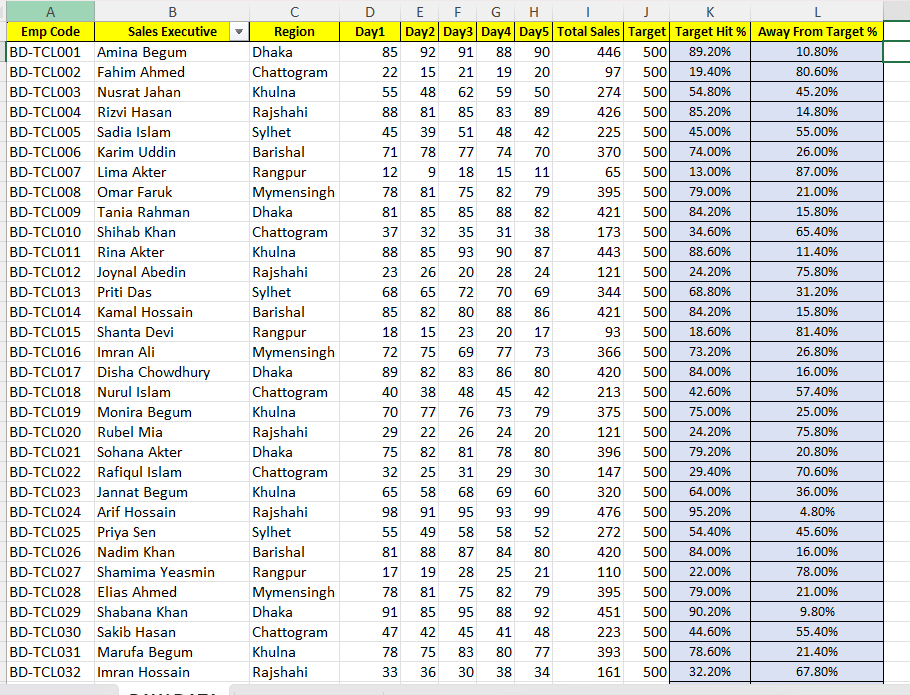 A B C D E F G H I J K L
Emp Code Sales Executive Region Day1 Day2 Day3 Day4 Day5 Total Sales Target Target Hit % Away From Target %
BD-TCL001 Amina Begum Dhaka 85 92 91 88 90 446 500 89.20% 10.80%
BD-TCL002 Fahim Ahmed Chattogram 22 15 21 19 20 97 500 19.40% 80.60%
BD-TCL003 Nusrat Jahan Khulna 55 48 62 59 50 274 500 54.80% 45.20%
BD-TCL004 Rizvi Hasan Rajshahi 88 81 85 83 89 426 500 85.20% 14.80%
BD-TCL005 Sadia Islam Sylhet 45 39 51 48 42 225 500 45.00% 55.00%
BD-TCL006 Karim Uddin Barishal 71 78 77 74 70 370 500 74.00% 26.00%
BD-TCL007 Lima Akter Rangpur 12 9 18 15 11 65 500 13.00% 87.00%
BD-TCL008 Omar Faruk Mymensingh 78 81 75 82 79 395 500 79.00% 21.00%
BD-TCL009 Tania Rahman Dhaka 81 85 85 88 82 421 500 84.20% 15.80%
BD-TCL010 Shihab Khan Chattogram 37 32 35 31 38 173 500 34.60% 65.40%
BD-TCL011 Rina Akter Khulna 88 85 93 90 87 443 500 88.60% 11.40%
BD-TCL012 Joynal Abedin Rajshahi 23 26 20 28 24 121 500 24.20% 75.80%
BD-TCL013 Priti Das Sylhet 68 65 72 70 69 344 500 68.80% 31.20%
BD-TCL014 Kamal Hossain Barishal 85 82 80 88 86 421 500 84.20% 15.80%
BD-TCL015 Shanta Devi Rangpur 18 15 23 20 17 93 500 18.60% 81.40%
BD-TCL016 Imran Ali Mymensingh 72 75 69 77 73 366 500 73.20% 26.80%
BD-TCL017 Disha Chowdhury Dhaka 89 82 83 86 80 420 500 84.00% 16.00%
BD-TCL018 Nurul Islam Chattogram 40 38 48 45 42 213 500 42.60% 57.40%
BD-TCL019 Monira Begum Khulna 70 77 76 73 79 375 500 75.00% 25.00%
BD-TCL020 Rubel Mia Rajshahi 29 22 26 24 20 121 500 24.20% 75.80%
BD-TCL021 Sohana Akter Dhaka 75 82 81 78 80 396 500 79.20% 20.80%
BD-TCL022 Rafiqul Islam Chattogram 32 25 31 29 30 147 500 29.40% 70.60%
BD-TCL023 Jannat Begum Khulna 65 58 68 69 60 320 500 64.00% 36.00%
BD-TCL024 Arif Hossain Rajshahi 98 91 95 93 99 476 500 95.20% 4.80%
BD-TCL025 Priya Sen Sylhet 55 49 58 58 52 272 500 54.40% 45.60%
BD-TCL026 Nadim Khan Barishal 81 88 87 84 80 420 500 84.00% 16.00%
BD-TCL027 Shamima Yeasmin Rangpur 17 19 28 25 21 110 500 22.00% 78.00%
BD-TCL028 Elias Ahmed Mymensingh 78 81 75 82 79 395 500 79.00% 21.00%
BD-TCL029 Shabana Khan Dhaka 91 85 95 88 92 451 500 90.20% 9.80%
BD-TCL030 Sakib Hasan Chattogram 47 42 45 41 48 223 500 44.60% 55.40%
BD-TCL031 Marufa Begum Khulna 78 75 83 80 77 393 500 78.60% 21.40%
BD-TCL032 Imran Hossain Rajshahi 33 36 30 38 34 161 500 32.20% 67.80%